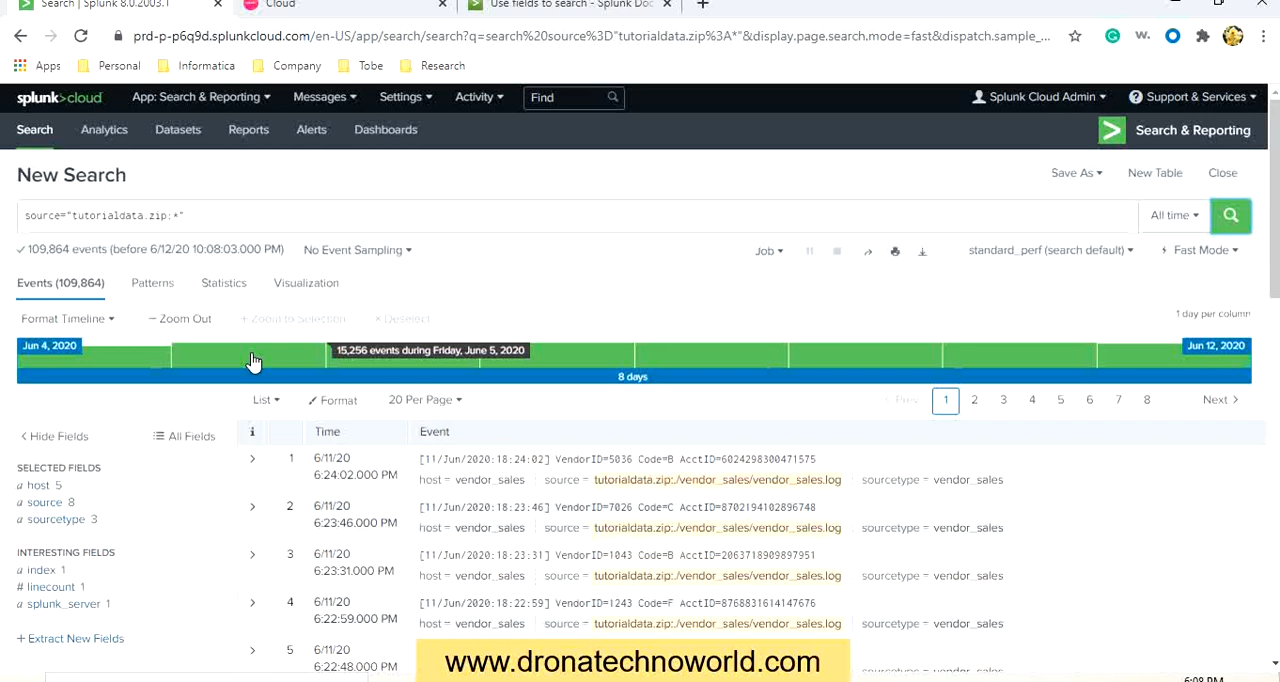 Search | Splunk 8.0.2003.1
Cloud
Use fields to search - Splunk Doc
prd-p-p6q9d.splunkcloud.com/en-US/app/search/search?q=search%20source%3D"tutorialdata.zip%3A*"&display.page.search.mode=fast&dispatch.sample_...
Apps Personal Informatica Company Tobe Research
splunk>cloud App: Search & Reporting Messages Settings Activity Find Splunk Cloud Admin Support & Services
Search Analytics Datasets Reports Alerts Dashboards Search & Reporting
New Search Save As New Table Close
source="tutorialdata.zip:*" All time
109,864 events (before 6/12/20 10:08:03.000 PM) No Event Sampling Job standard_perf (search default) Fast Mode
Events (109,864) Patterns Statistics Visualization
Format Timeline − Zoom Out + Zoom to Selection × Deselect 1 day per column
Jun 4, 2020 15,256 events during Friday, June 5, 2020 Jun 12, 2020
8 days
List Format 20 Per Page < Prev 1 2 3 4 5 6 7 8 Next >
< Hide Fields All Fields i Time Event
SELECTED FIELDS
a host 5
a source 8
a sourcetype 3
INTERESTING FIELDS
a index 1
# linecount 1
a splunk_server 1
+ Extract New Fields
> 1 6/11/20 [11/Jun/2020:18:24:02] VendorID=5036 Code=B AcctID=6024298300471575
6:24:02.000 PM host = vendor_sales source = tutorialdata.zip:./vendor_sales/vendor_sales.log sourcetype = vendor_sales
> 2 6/11/20 [11/Jun/2020:18:23:46] VendorID=7026 Code=C AcctID=8702194102896748
6:23:46.000 PM host = vendor_sales source = tutorialdata.zip:./vendor_sales/vendor_sales.log sourcetype = vendor_sales
> 3 6/11/20 [11/Jun/2020:18:23:31] VendorID=1043 Code=B AcctID=2063718909897951
6:23:31.000 PM host = vendor_sales source = tutorialdata.zip:./vendor_sales/vendor_sales.log sourcetype = vendor_sales
> 4 6/11/20 [11/Jun/2020:18:22:59] VendorID=1243 Code=F AcctID=8768831614147676
6:22:59.000 PM host = vendor_sales source = tutorialdata.zip:./vendor_sales/vendor_sales.log sourcetype = vendor_sales
> 5 6/11/20
6:22:48.000 PM sourcetype = vendor_sales
www.dronatechnoworld.com
6:08 PM